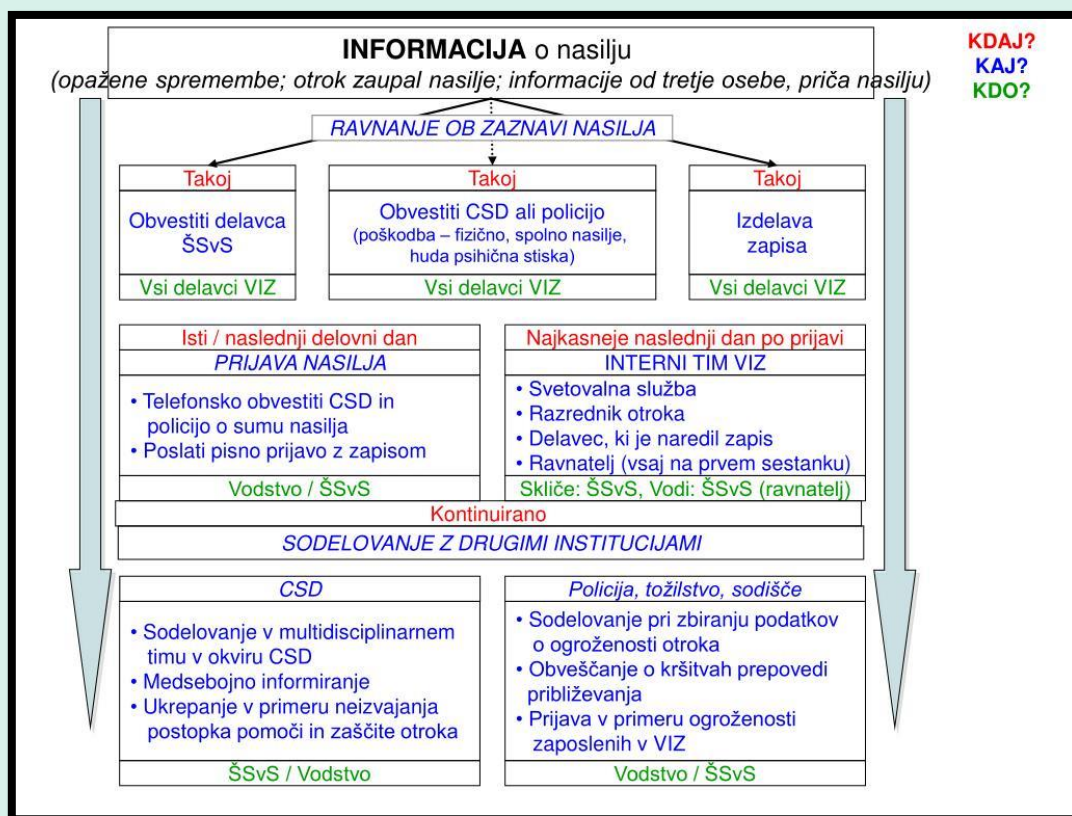 INFORMACIJA o nasilju
(opažene spremembe; otrok zaupal nasilje; informacije od tretje osebe, priča nasilju)
KDAJ?
KAJ?
KDO?
RAVNANJE OB ZAZNAVI NASILJA
Takoj
Obvestiti delavca
ŠSvS
Vsi delavci VIZ
Takoj
Obvestiti CSD ali policijo
(poškodba – fizično, spolno nasilje,
huda psihična stiska)
Vsi delavci VIZ
Takoj
Izdelava
zapisa
Vsi delavci VIZ
Isti / naslednji delovni dan
PRIJAVA NASILJA
• Telefonsko obvestiti CSD in
policijo o sumu nasilja
• Poslati pisno prijavo z zapisom
Vodstvo / ŠSvS
Najkasneje naslednji dan po prijavi
INTERNI TIM VIZ
• Svetovalna služba
• Razrednik otroka
• Delavec, ki je naredil zapis
• Ravnatelj (vsaj na prvem sestanku)
Skliče: ŠSvS, Vodi: ŠSvS (ravnatelj)
Kontinuirano
SODELOVANJE Z DRUGIMI INSTITUCIJAMI
CSD
• Sodelovanje v multidisciplinarnem
timu v okviru CSD
• Medsebojno informiranje
• Ukrepanje v primeru neizvajanja
postopka pomoči in zaščite otroka
ŠSvS / Vodstvo
Policija, tožilstvo, sodišče
• Sodelovanje pri zbiranju podatkov
o ogroženosti otroka
• Obveščanje o kršitvah prepovedi
približevanja
• Prijava v primeru ogroženosti
zaposlenih v VIZ
Vodstvo / ŠSvS